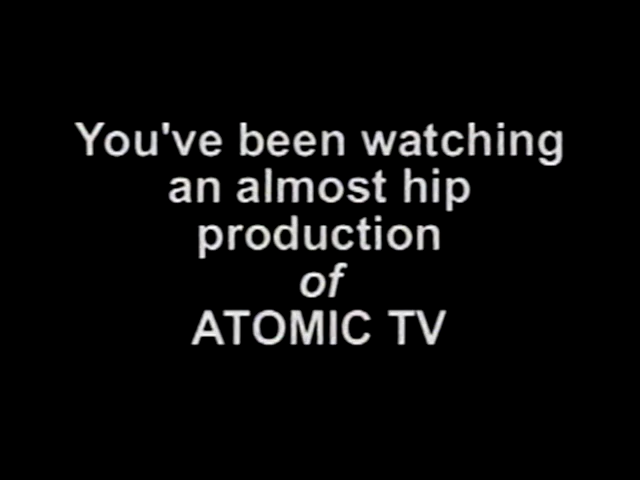 You've been watching
an almost hip
production
of
ATOMIC TV